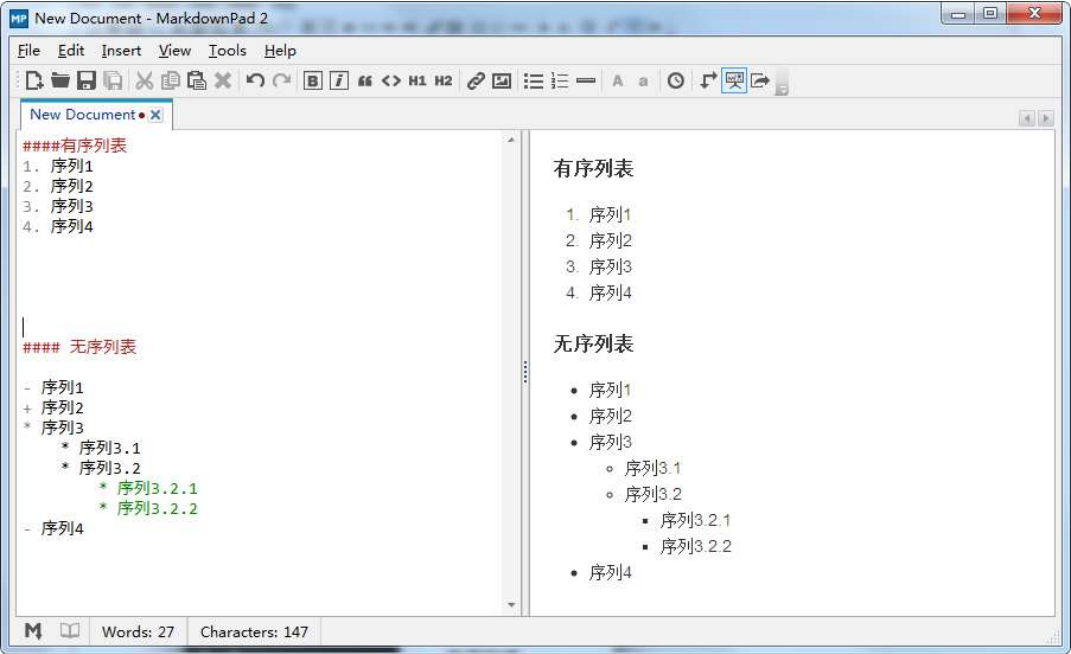 MP New Document - MarkdownPad 2
File Edit Insert View Tools Help
B i “ <> H1 H2 A a
New Document
####有序列表
1. 序列1
2. 序列2
3. 序列3
4. 序列4
#### 无序列表
- 序列1
+ 序列2
* 序列3
* 序列3.1
* 序列3.2
* 序列3.2.1
* 序列3.2.2
- 序列4
有序列表
1. 序列1
2. 序列2
3. 序列3
4. 序列4
无序列表
• 序列1
• 序列2
• 序列3
◦ 序列3.1
◦ 序列3.2
▪ 序列3.2.1
▪ 序列3.2.2
• 序列4
Words: 27 Characters: 147